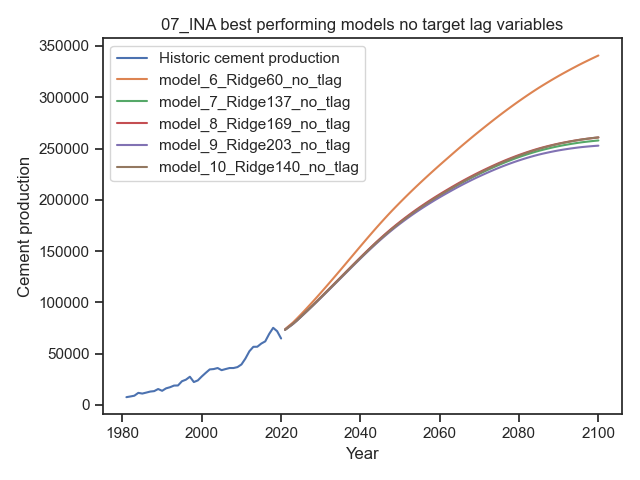 07_INA best performing models no target lag variables
350000
300000
250000
200000
150000
100000
50000
0
Cement production
Historic cement production
model_6_Ridge60_no_tlag
model_7_Ridge137_no_tlag
model_8_Ridge169_no_tlag
model_9_Ridge203_no_tlag
model_10_Ridge140_no_tlag
1980 2000 2020 2040 2060 2080 2100
Year